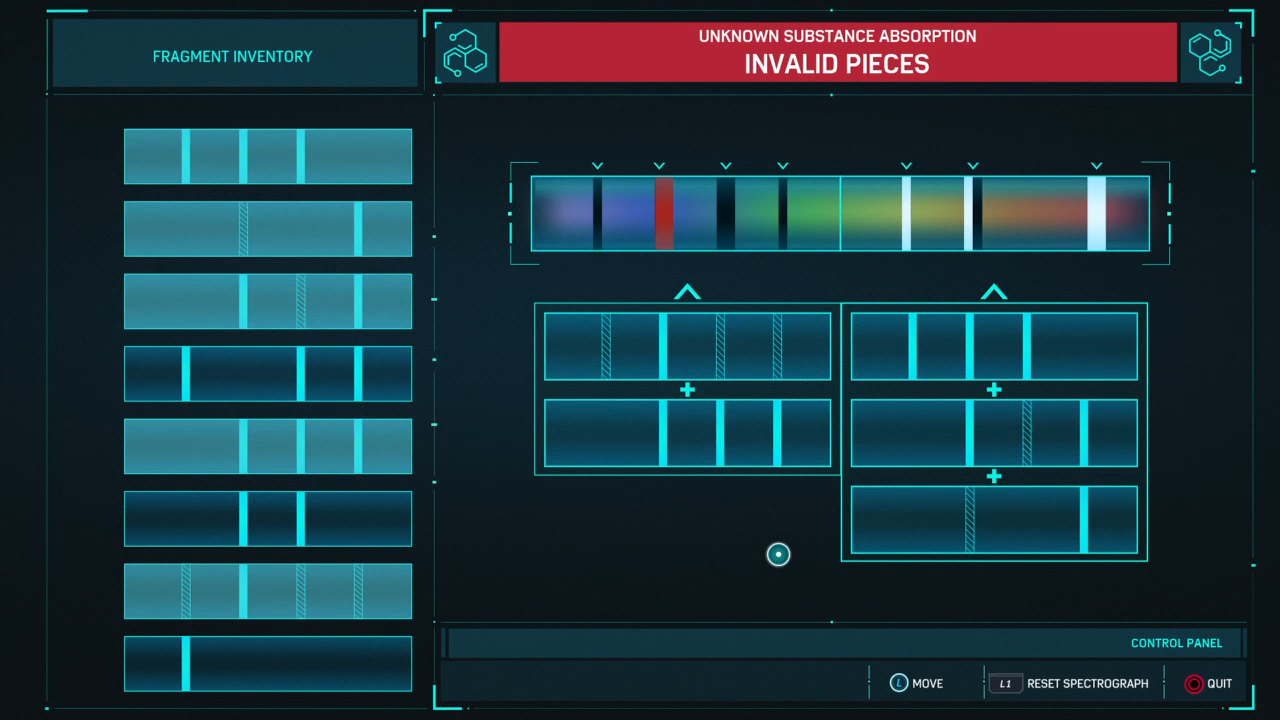 FRAGMENT INVENTORY
UNKNOWN SUBSTANCE ABSORPTION
INVALID PIECES
CONTROL PANEL
L MOVE
L1 RESET SPECTROGRAPH
QUIT